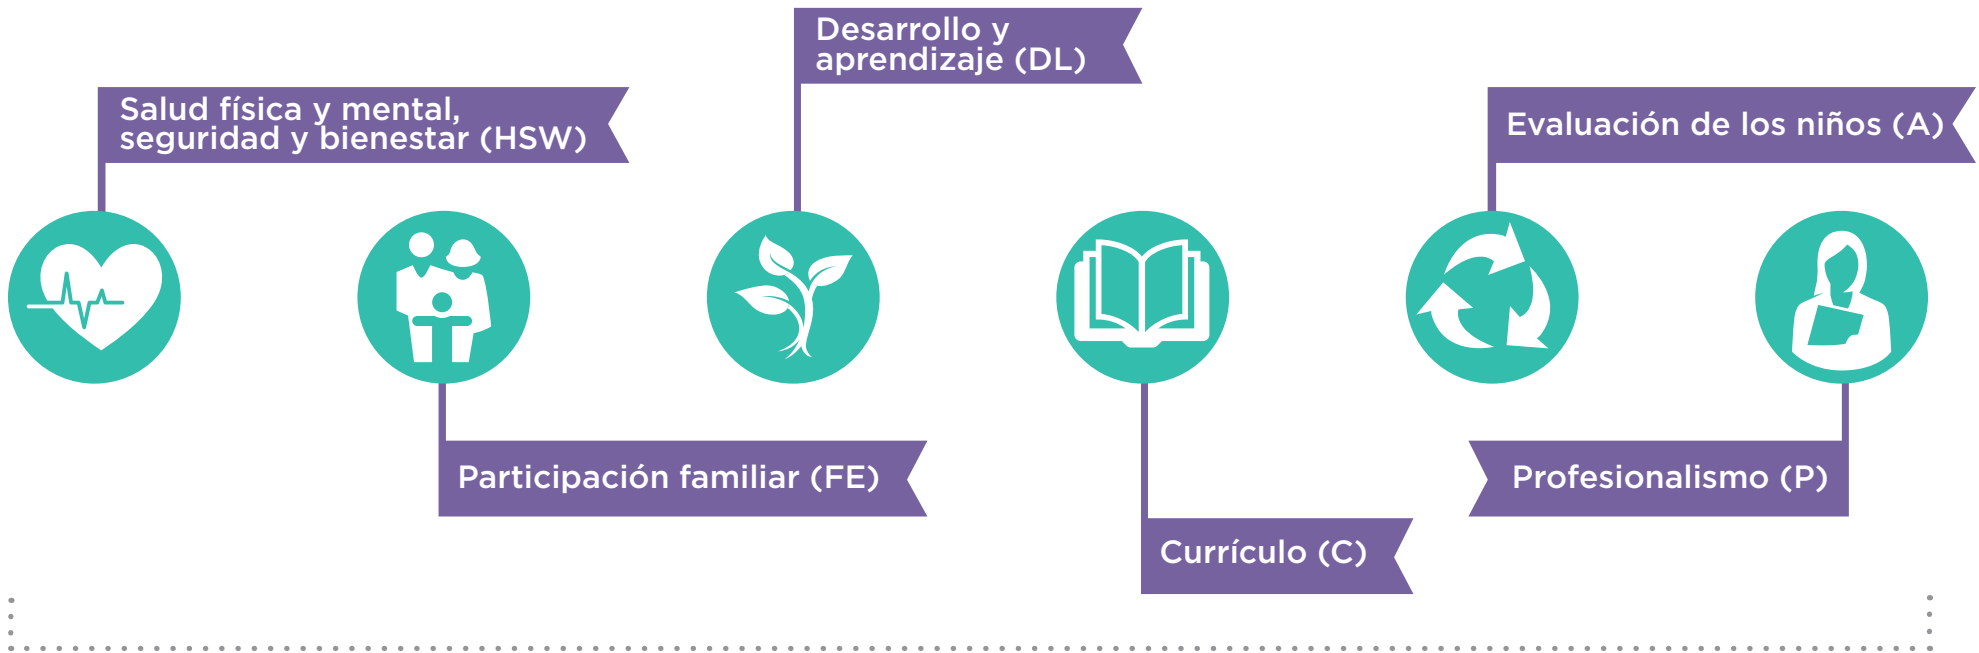 Desarrollo y
aprendizaje (DL)
Salud física y mental,
seguridad y bienestar (HSW)
Evaluación de los niños (A)
Participación familiar (FE)
Profesionalismo (P)
Currículo (C)